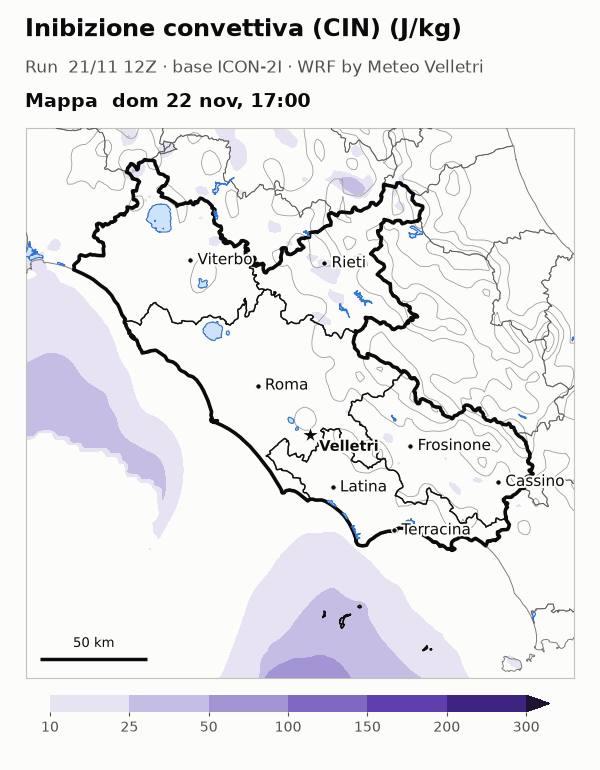 Inibizione convettiva (CIN) (J/kg)
Run 21/11 12Z · base ICON-2I · WRF by Meteo Velletri
Mappa dom 22 nov, 17:00
Viterbo
Rieti
Roma
Velletri
Frosinone
Latina
Cassino
Terracina
50 km
10 25 50 100 150 200 300